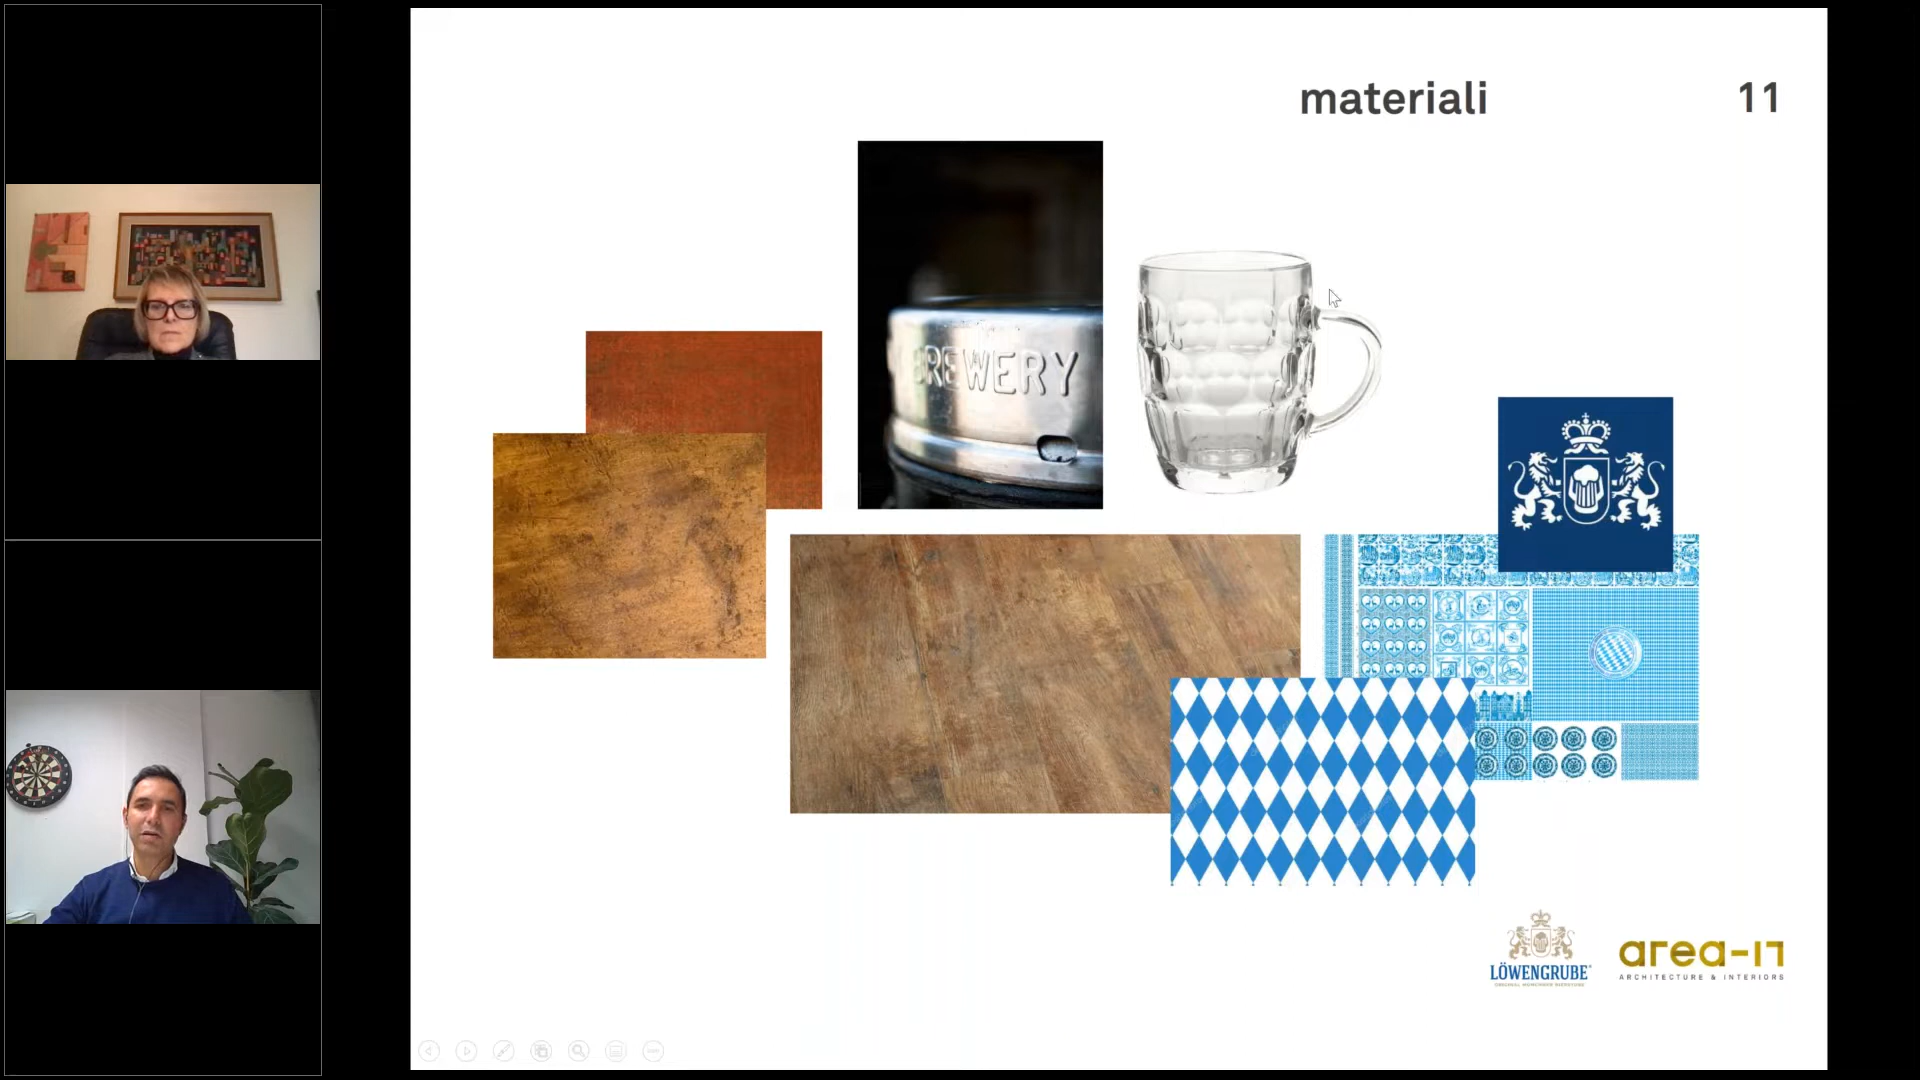 materiali
11
BREWERY
LÖWENGRUBE
area-17
ARCHITECTURE & INTERIORS